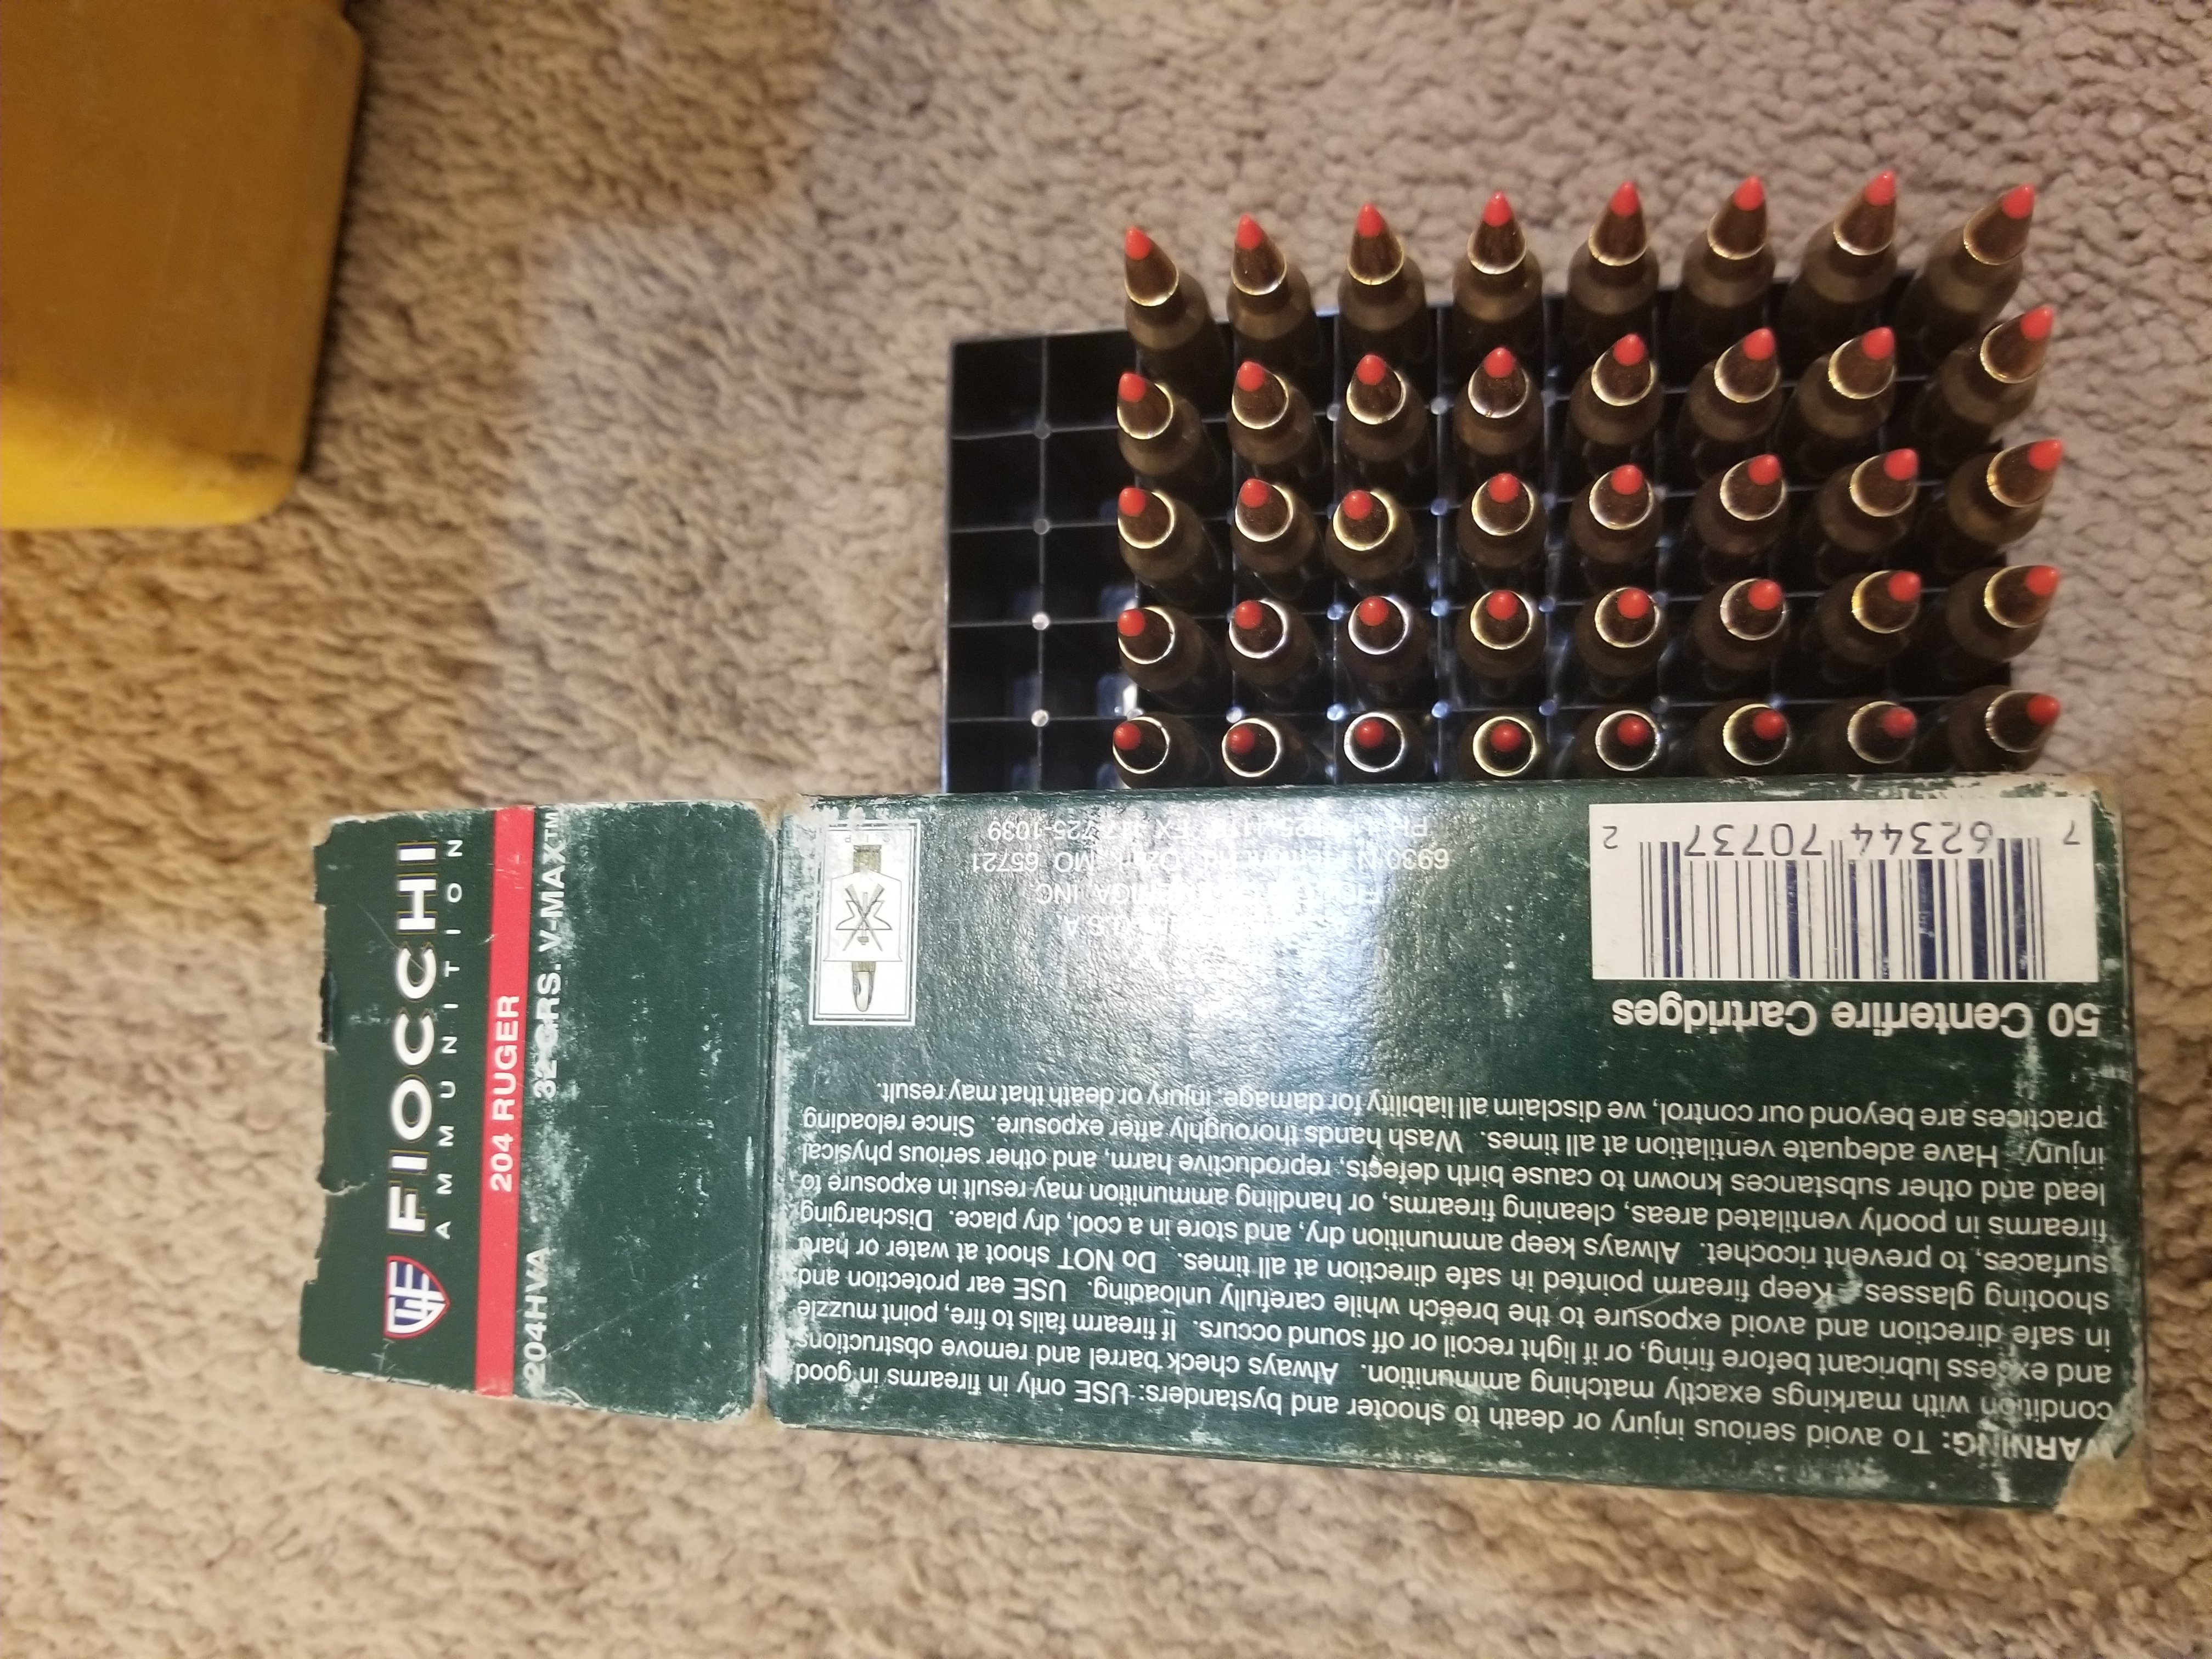 FIOCCHI
AMMUNITION
204 RUGER
204HVA 32 GRS. V-MAX™
WARNING: To avoid serious injury or death to shooter and bystanders: USE only in firearms in good
condition with markings exactly matching ammunition. Always check barrel and remove obstructions
and excess lubricant before firing, or if light recoil or off sound occurs. If firearm fails to fire, point muzzle
in safe direction and avoid exposure to the breech while carefully unloading. USE ear protection and
shooting glasses. Keep firearm pointed in safe direction at all times. Do NOT shoot at water or hard
surfaces, to prevent ricochet. Always keep ammunition dry, and store in a cool, dry place. Discharging
firearms in poorly ventilated areas, cleaning firearms, or handling ammunition may result in exposure to
lead and other substances known to cause birth defects, reproductive harm, and other serious physical
injury. Have adequate ventilation at all times. Wash hands thoroughly after exposure. Since reloading
practices are beyond our control, we disclaim all liability for damage, injury or death that may result.
50 Centerfire Cartridges
7 62344 70737 2
INC
6930 N MO 65721
PH 725-1039